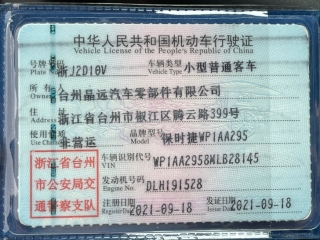 中华人民共和国机动车行驶证
Vehicle License of the People's Republic of China
号牌号码 浙J2D10V 车辆类型 小型普通客车
Plate No. Vehicle Type
所有人 台州晶远汽车零部件有限公司
Owner
住址 浙江省台州市椒江区腾云路399号
使用性质 非营运 品牌型号 保时捷WP1AA295
Use Character Model
浙江省台州市公安局交通警察支队
车辆识别代号 WP1AA2958MLB28145
VIN
发动机号码 DLH191528
Engine No.
注册日期 2021-09-18 发证日期 2021-09-18
Register Date Issue Date